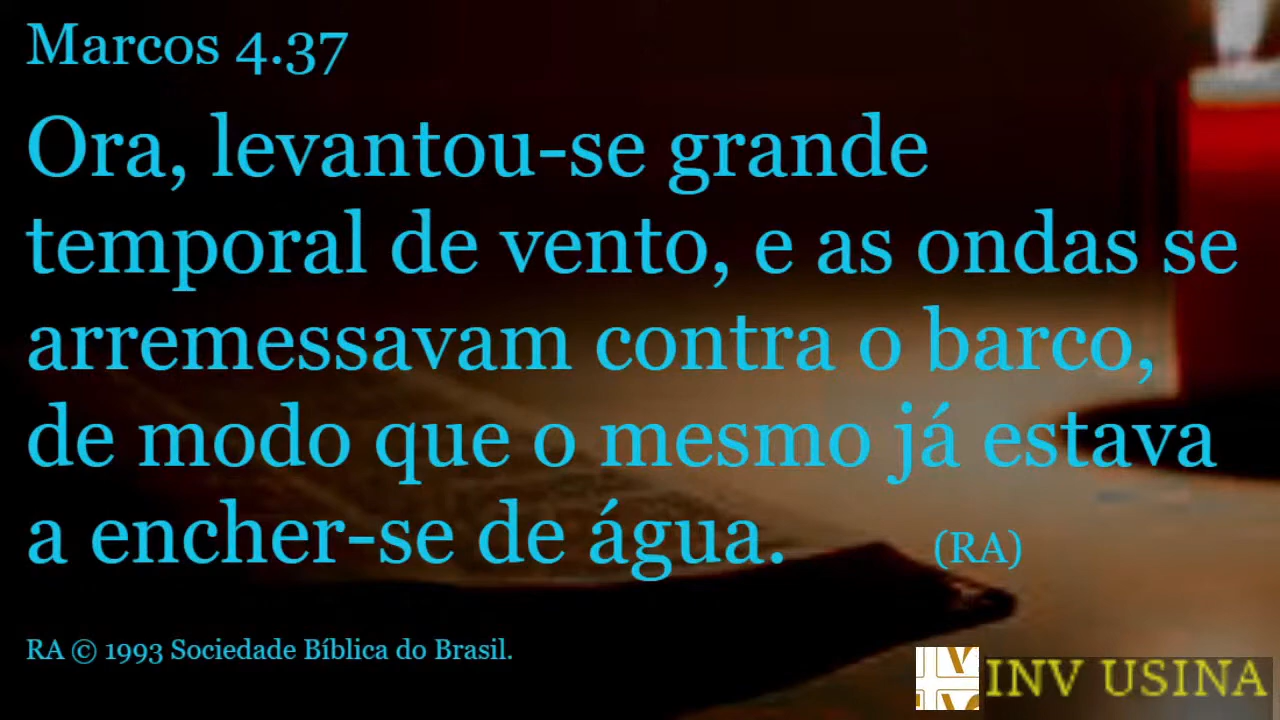 Marcos 4.37
Ora, levantou-se grande
temporal de vento, e as ondas se
arremessavam contra o barco,
de modo que o mesmo já estava
a encher-se de água. (RA)
RA © 1993 Sociedade Bíblica do Brasil.
INV USINA